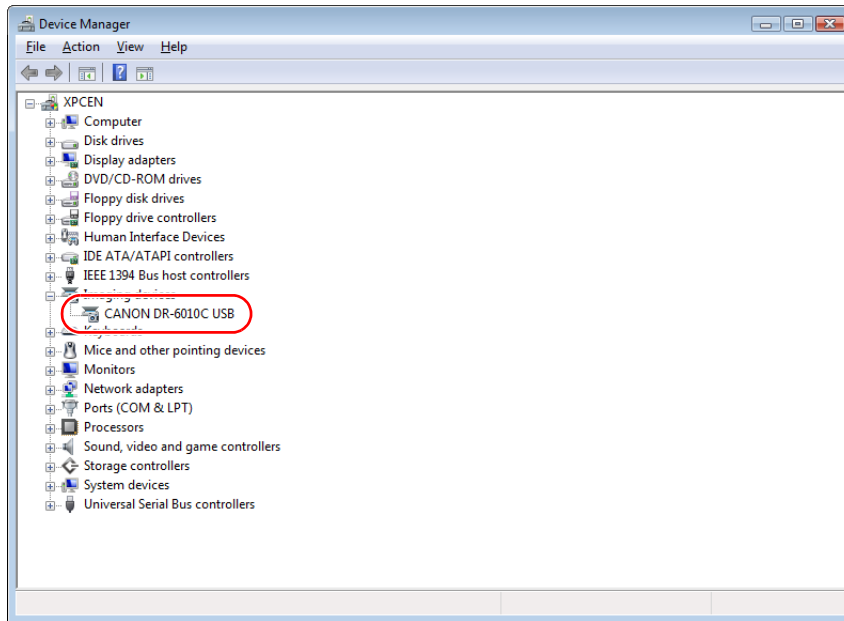 Device Manager
File Action View Help
XPCEN
Computer
Disk drives
Display adapters
DVD/CD-ROM drives
Floppy disk drives
Floppy drive controllers
Human Interface Devices
IDE ATA/ATAPI controllers
IEEE 1394 Bus host controllers
Imaging devices
CANON DR-6010C USB
Keyboards
Mice and other pointing devices
Monitors
Network adapters
Ports (COM & LPT)
Processors
Sound, video and game controllers
Storage controllers
System devices
Universal Serial Bus controllers